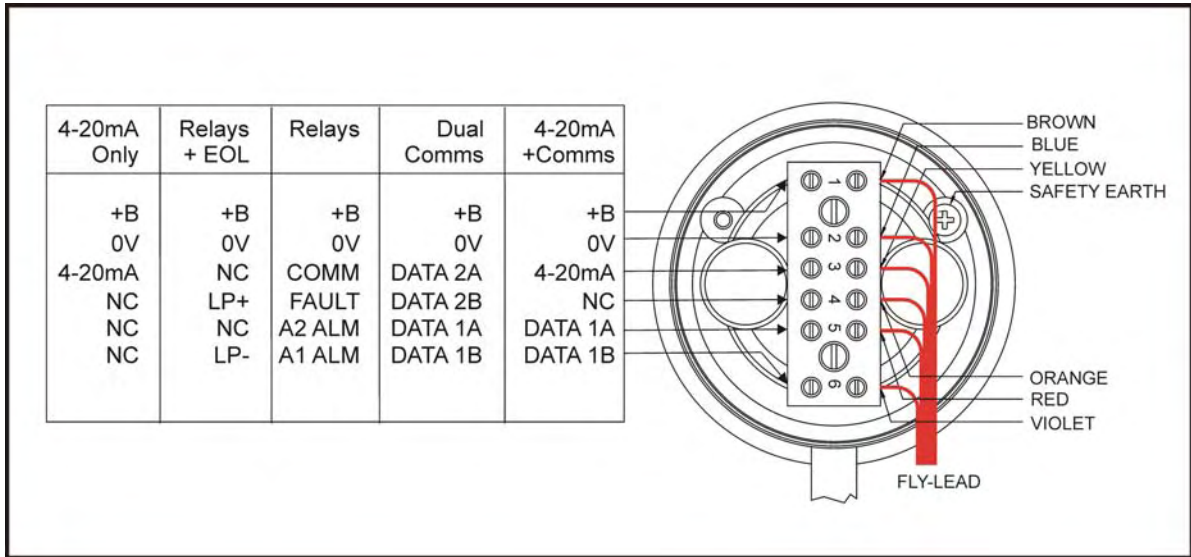 4-20mA Only Relays + EOL Relays Dual Comms 4-20mA +Comms
+B +B +B +B +B
0V 0V 0V 0V 0V
4-20mA NC COMM DATA 2A 4-20mA
NC LP+ FAULT DATA 2B NC
NC NC A2 ALM DATA 1A DATA 1A
NC LP- A1 ALM DATA 1B DATA 1B
1
2
3
4
5
6
BROWN
BLUE
YELLOW
SAFETY EARTH
ORANGE
RED
VIOLET
FLY-LEAD